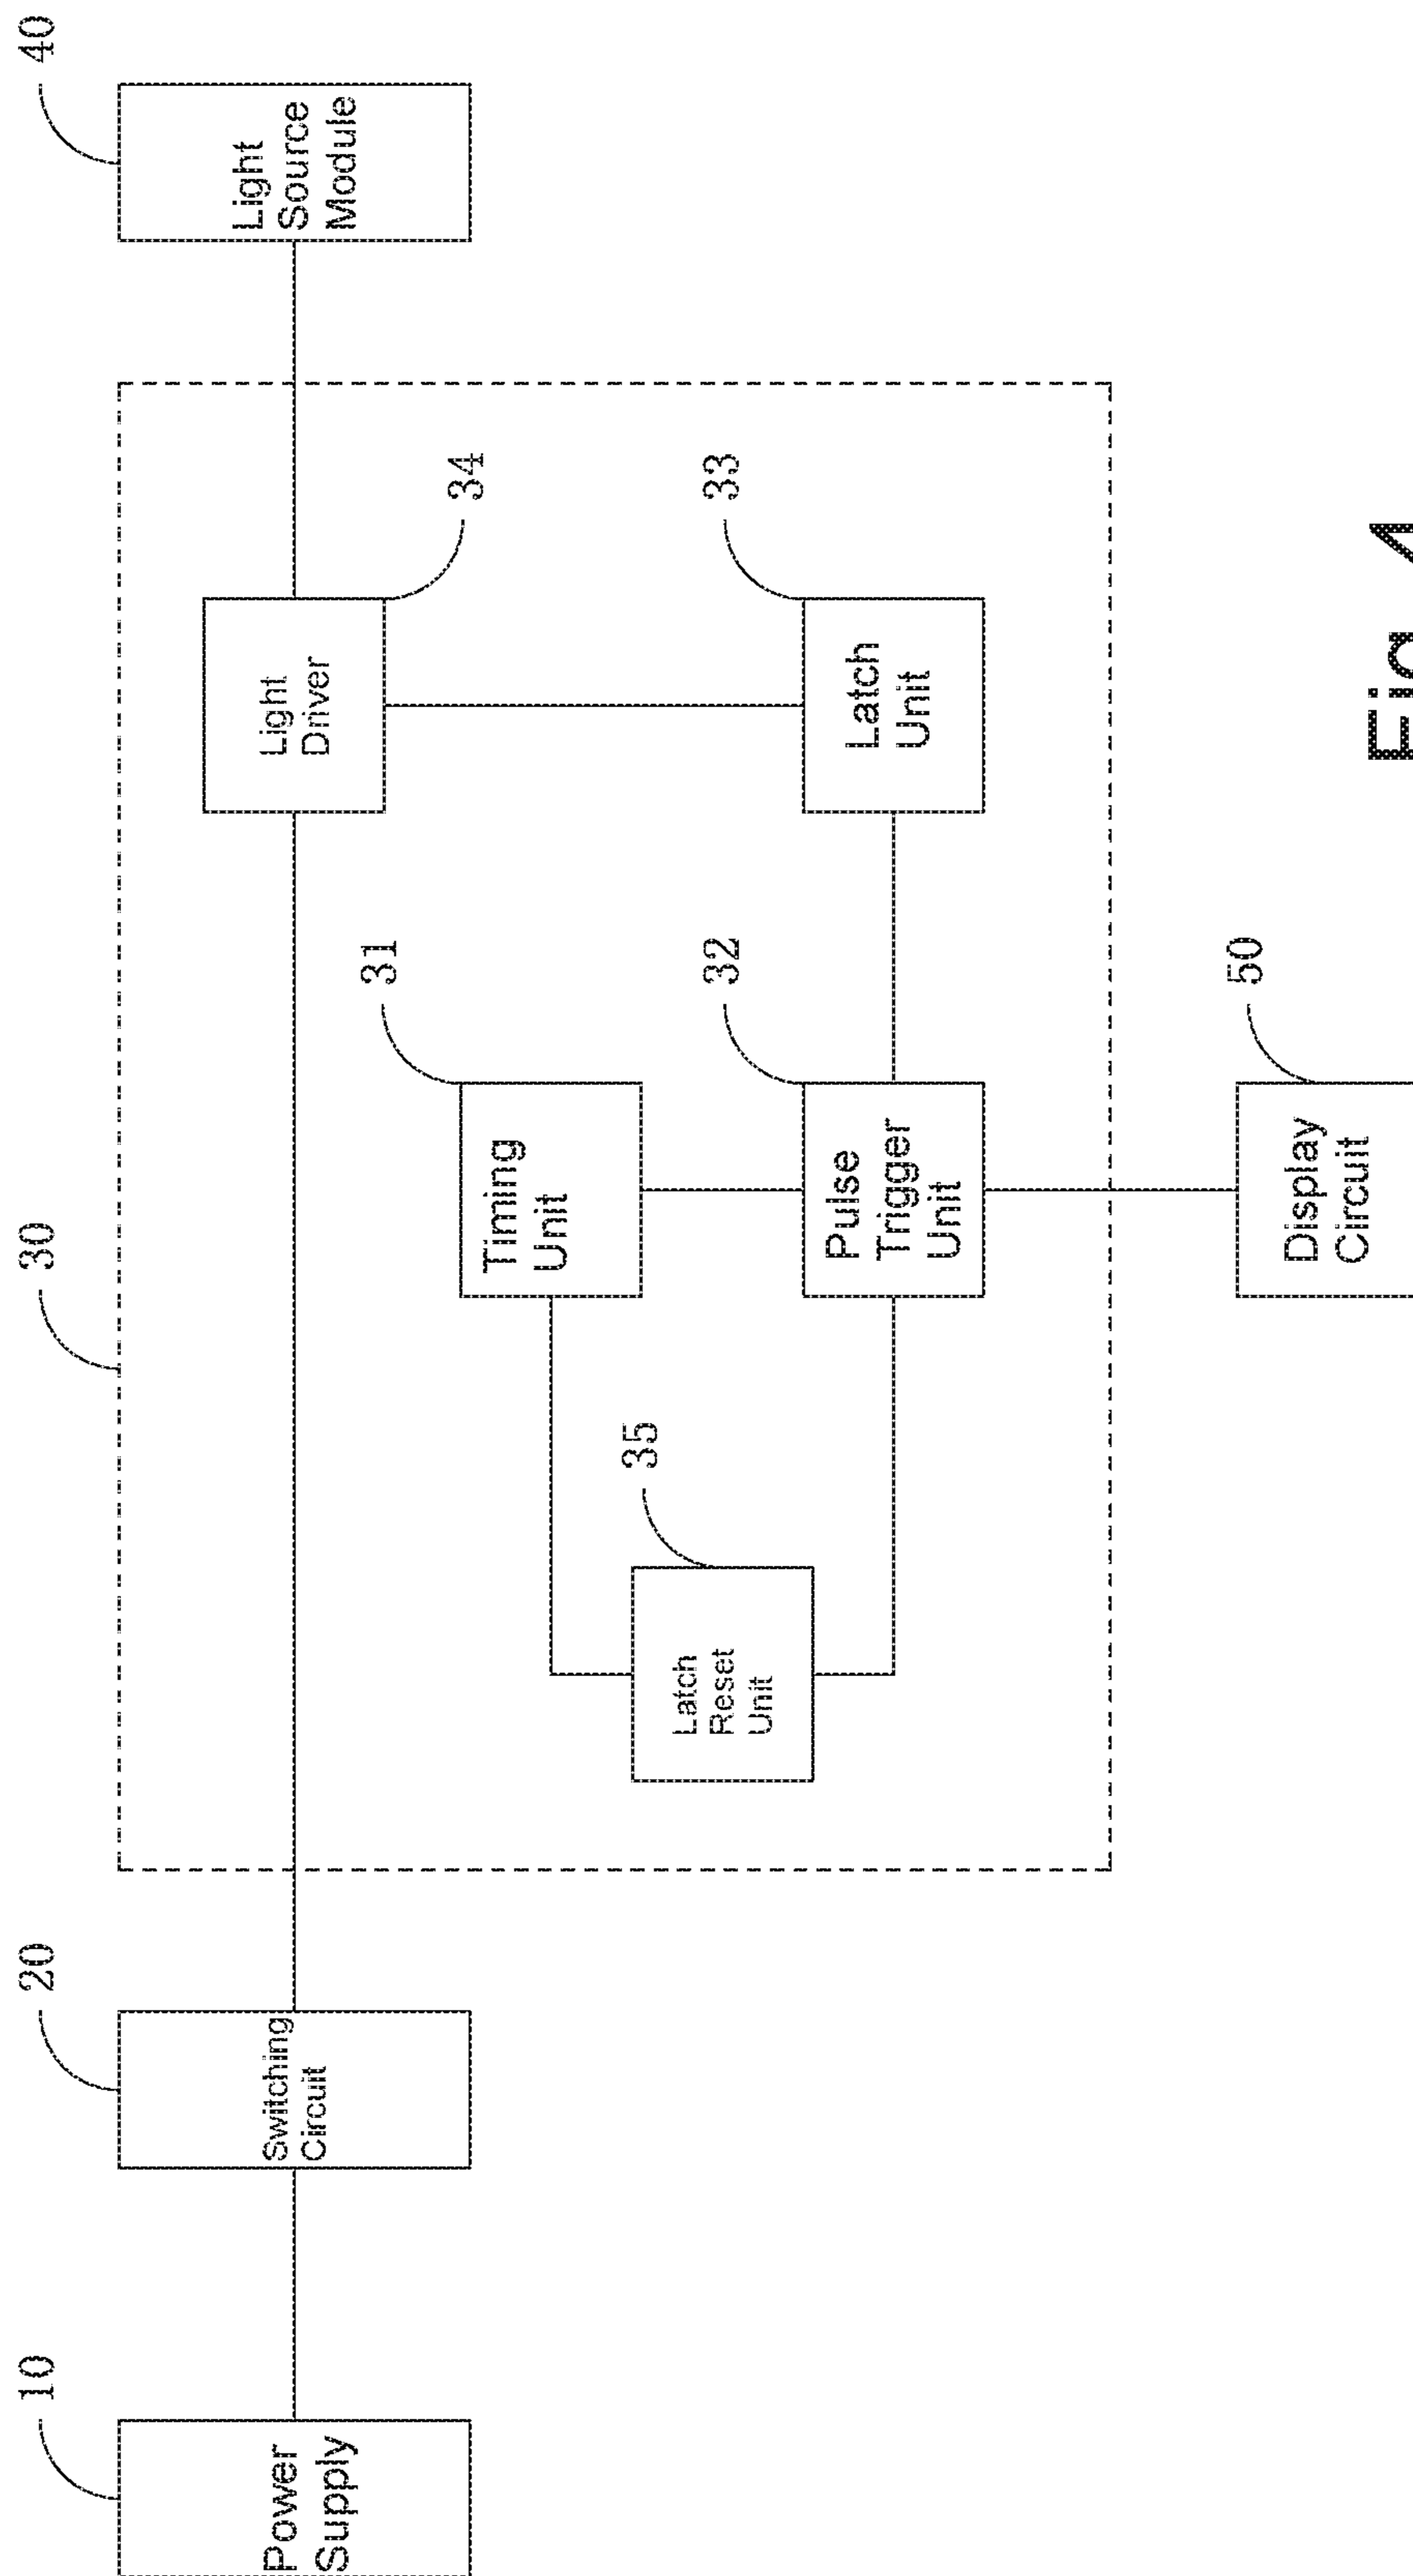 10
20
30
40
Power
Supply
Switching
Circuit
Light
Driver
34
Light
Source
Module
31
Timing
Unit
35
Latch
Reset
Unit
32
Pulse
Trigger
Unit
33
Latch
Unit
50
Display
Circuit
Fig